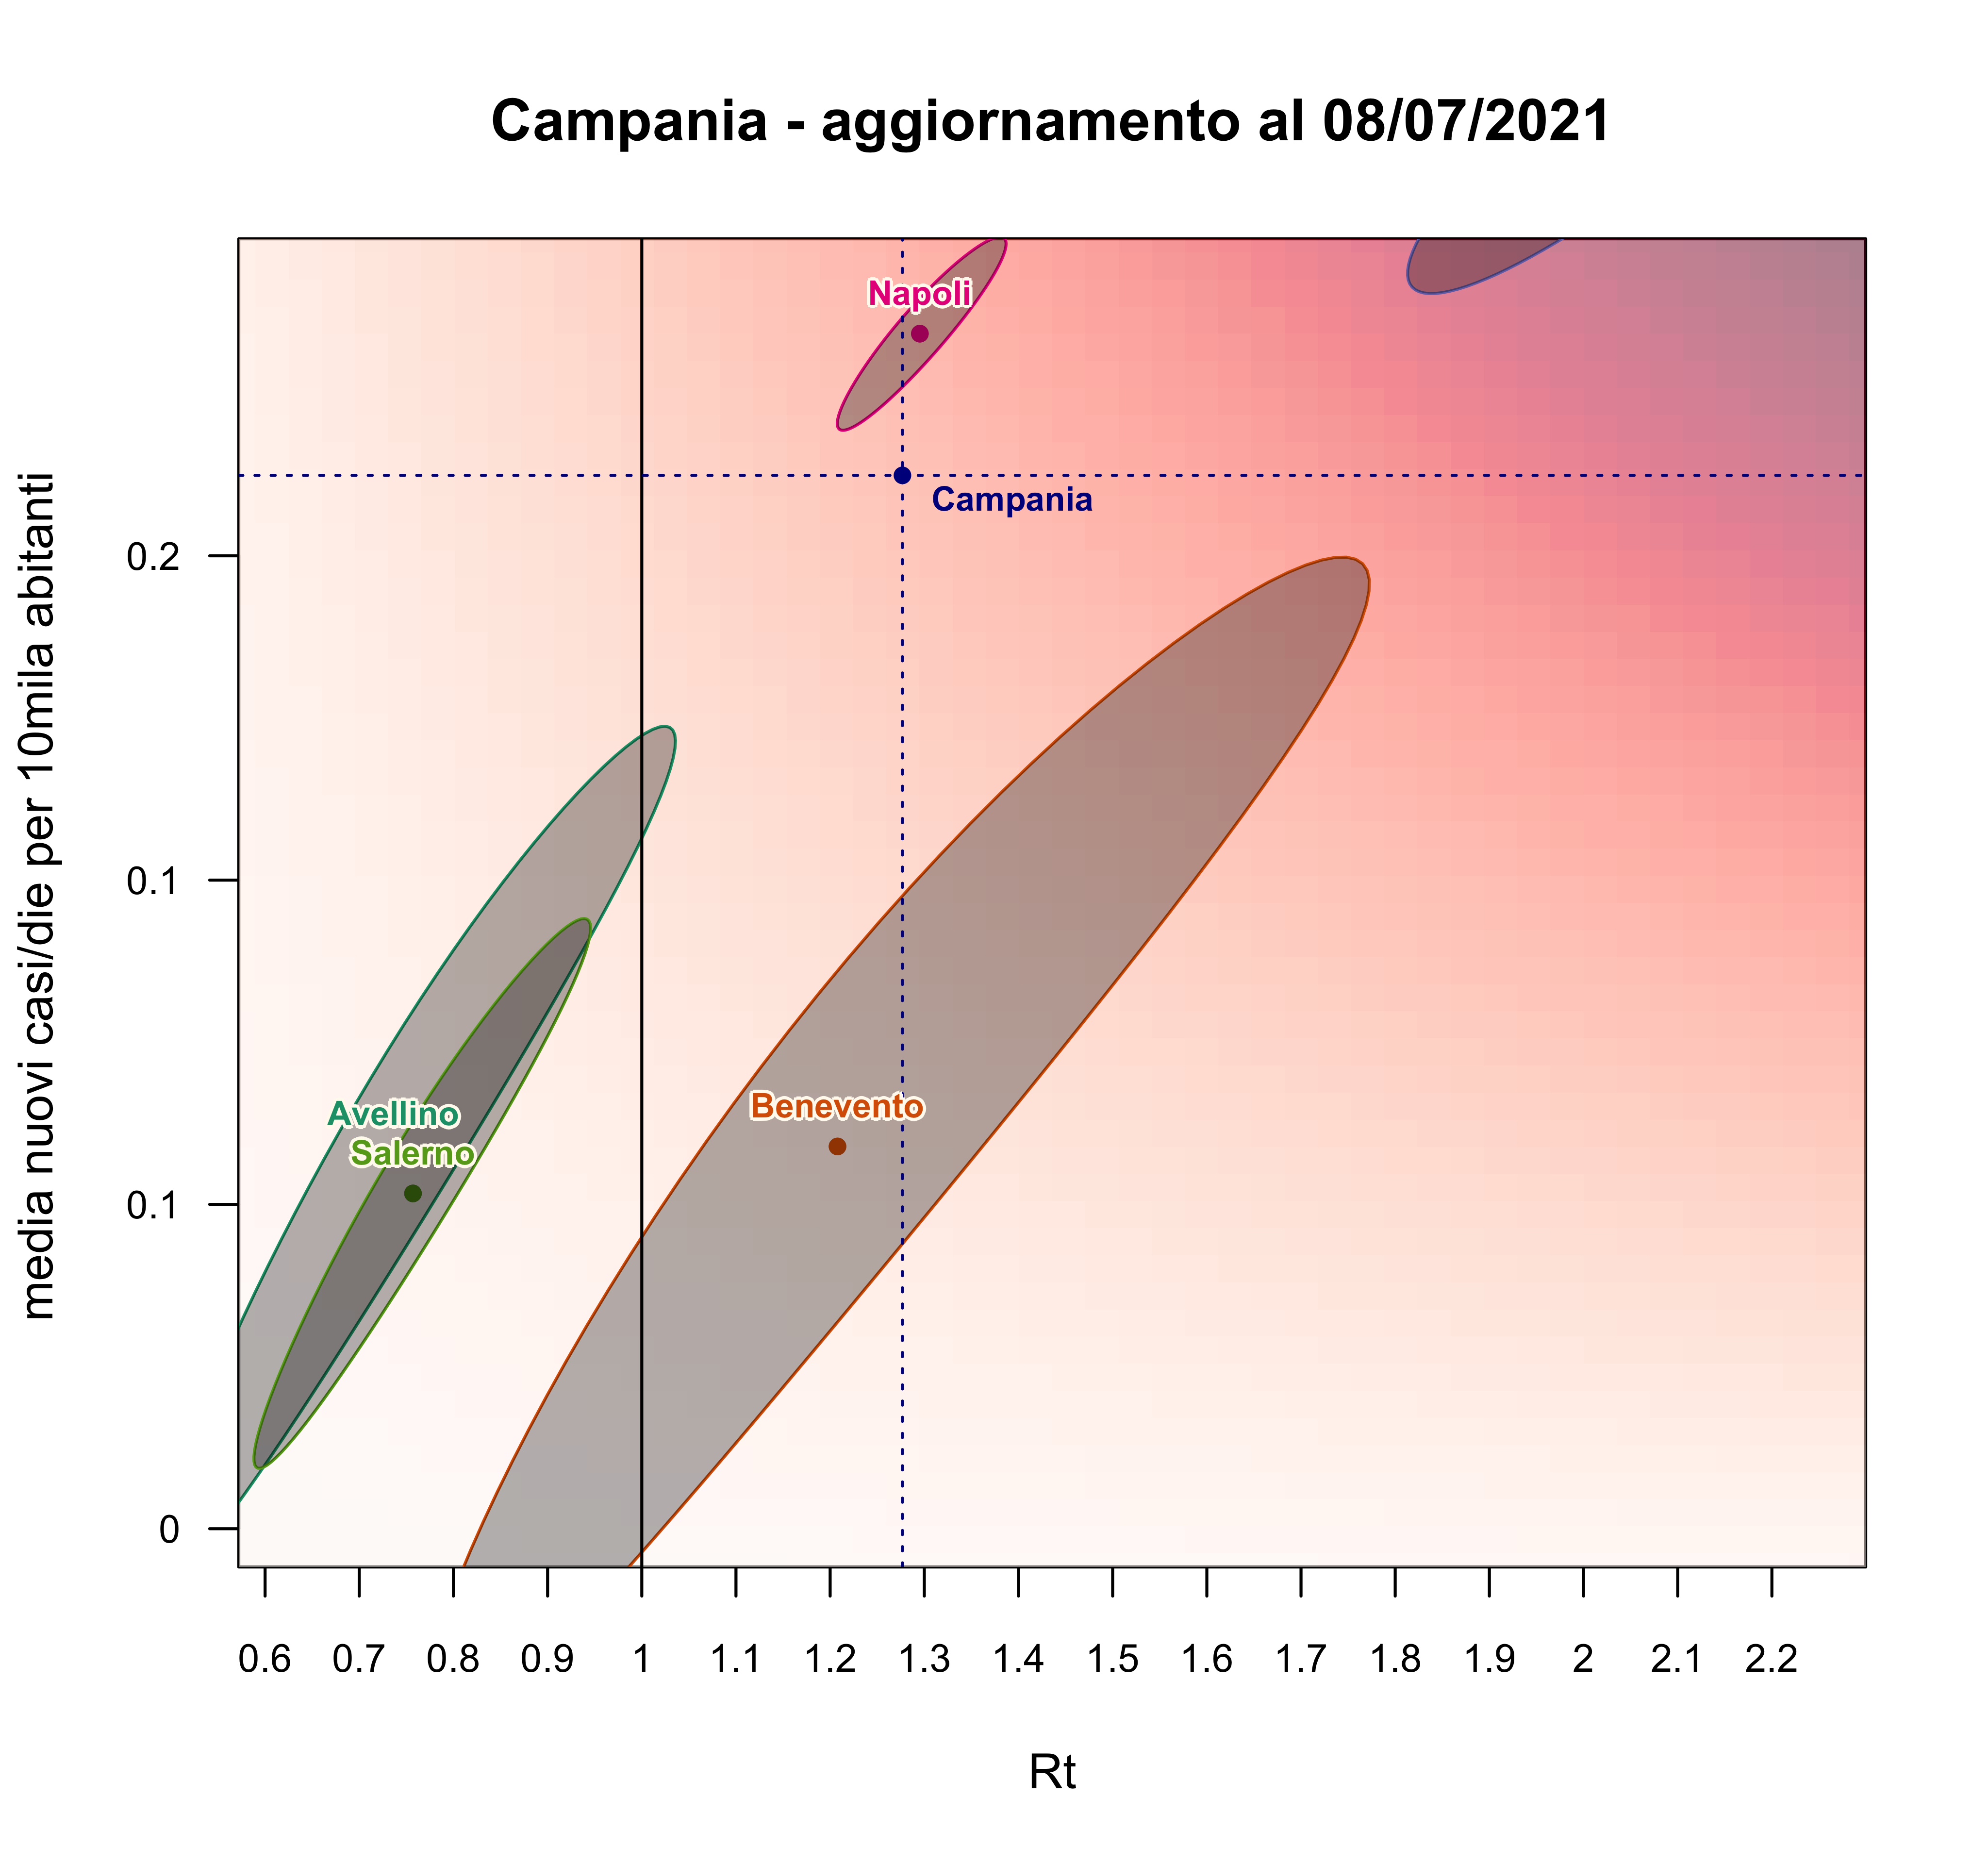 Campania - aggiornamento al 08/07/2021
Napoli
Campania
Avellino
Salerno
Benevento
media nuovi casi/die per 10mila abitanti
0.2
0.1
0.1
0
0.6 0.7 0.8 0.9 1 1.1 1.2 1.3 1.4 1.5 1.6 1.7 1.8 1.9 2 2.1 2.2
Rt